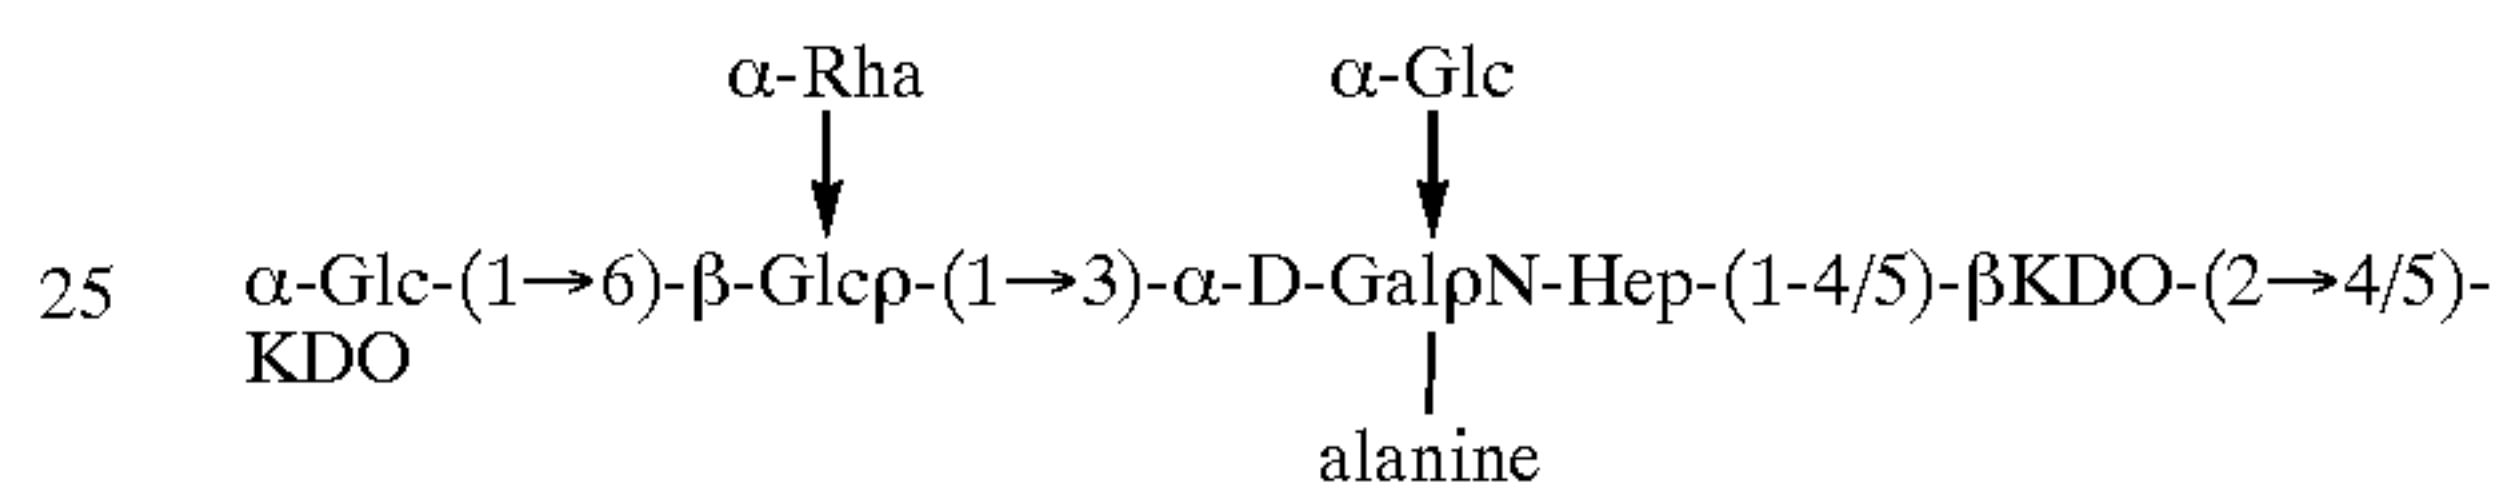 α-Rha α-Glc
25 α-Glc-(1→6)-β-Glcρ-(1→3)-α-D-GalρN-Hep-(1-4/5)-βKDO-(2→4/5)-
KDO
alanine